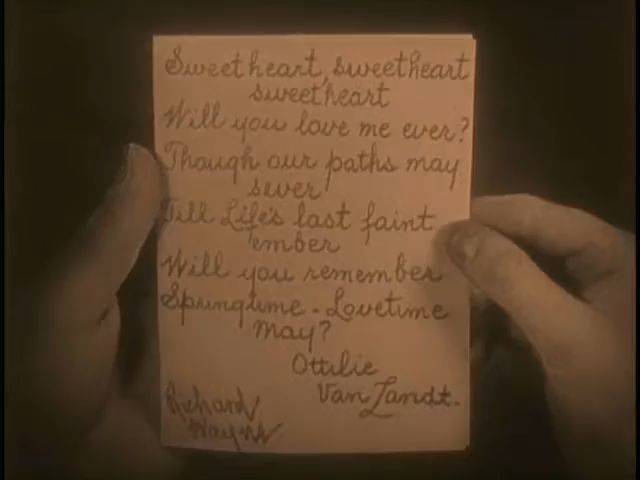 Sweetheart, sweetheart
sweetheart
Will you love me ever?
Though our paths may
sever
Till Life's last faint
ember
Will you remember
Springtime - Lovetime
May?
Ottilie
Van Zandt.
Richard
Wayne